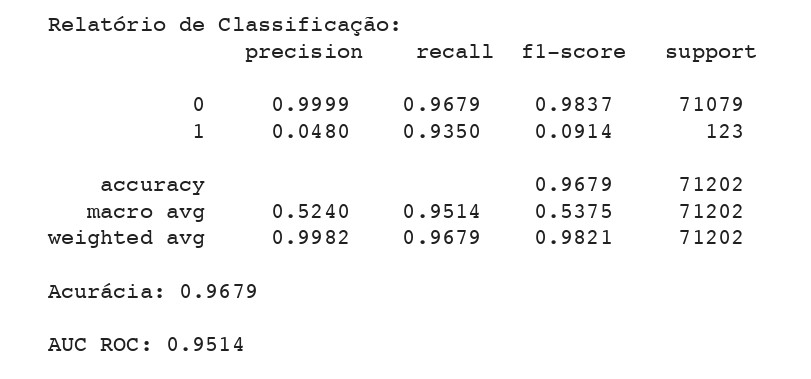 Relatório de Classificação:
precision recall f1-score support
0 0.9999 0.9679 0.9837 71079
1 0.0480 0.9350 0.0914 123
accuracy 0.9679 71202
macro avg 0.5240 0.9514 0.5375 71202
weighted avg 0.9982 0.9679 0.9821 71202
Acurácia: 0.9679
AUC ROC: 0.9514